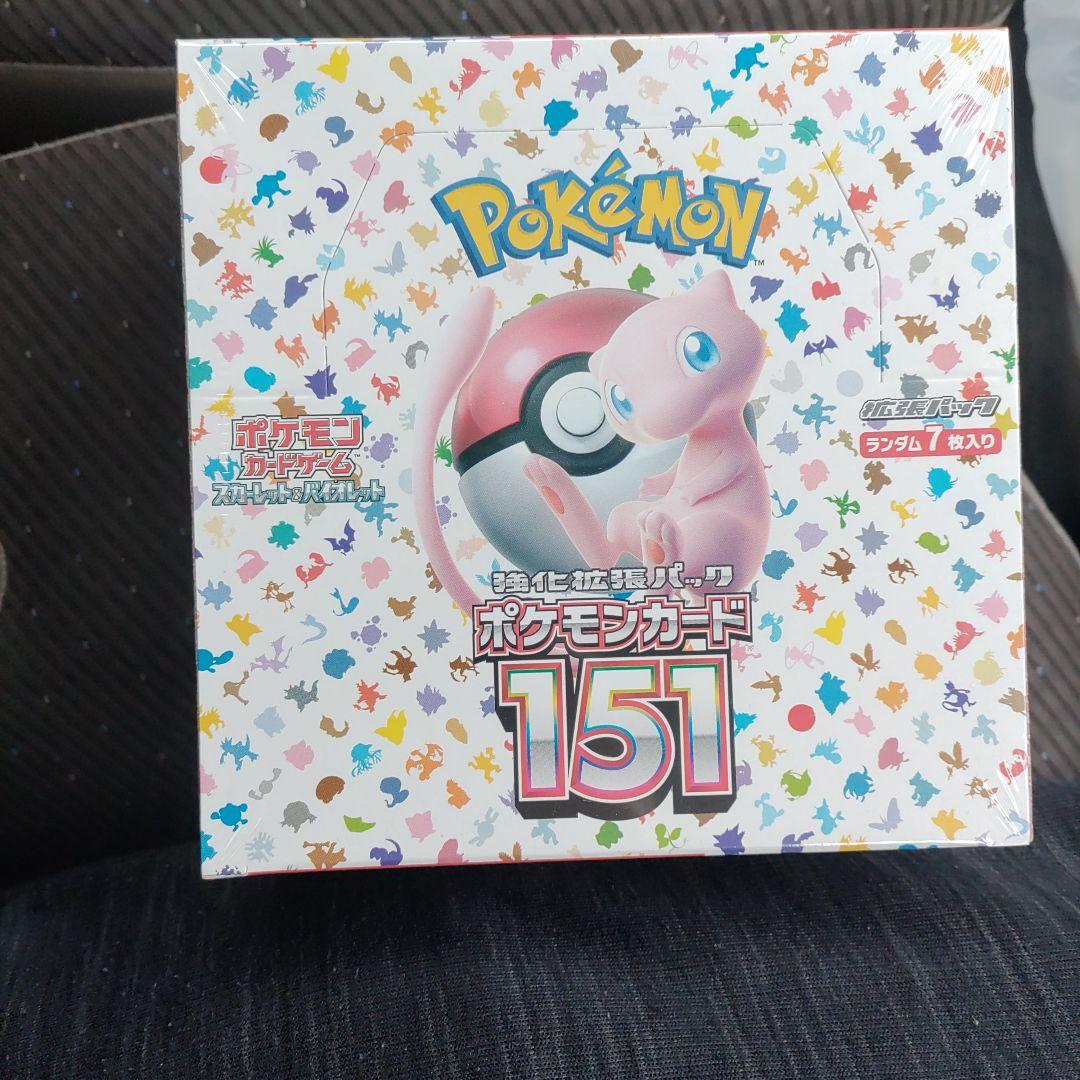 POKéMON
TM
拡張パック
ランダム7枚入り
ポケモン
カードゲーム
TM
スカーレット&バイオレット
強化拡張パック
ポケモンカード
151